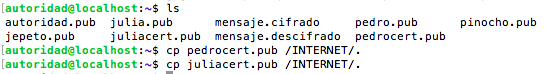 [autoridad@localhost:~$ ls
autoridad.pub  julia.pub      mensaje.cifrado     pedro.pub      pinocho.pub
jepeto.pub     juliacert.pub  mensaje.descifrado  pedrocert.pub
[autoridad@localhost:~$ cp pedrocert.pub /INTERNET/.
[autoridad@localhost:~$ cp juliacert.pub /INTERNET/.